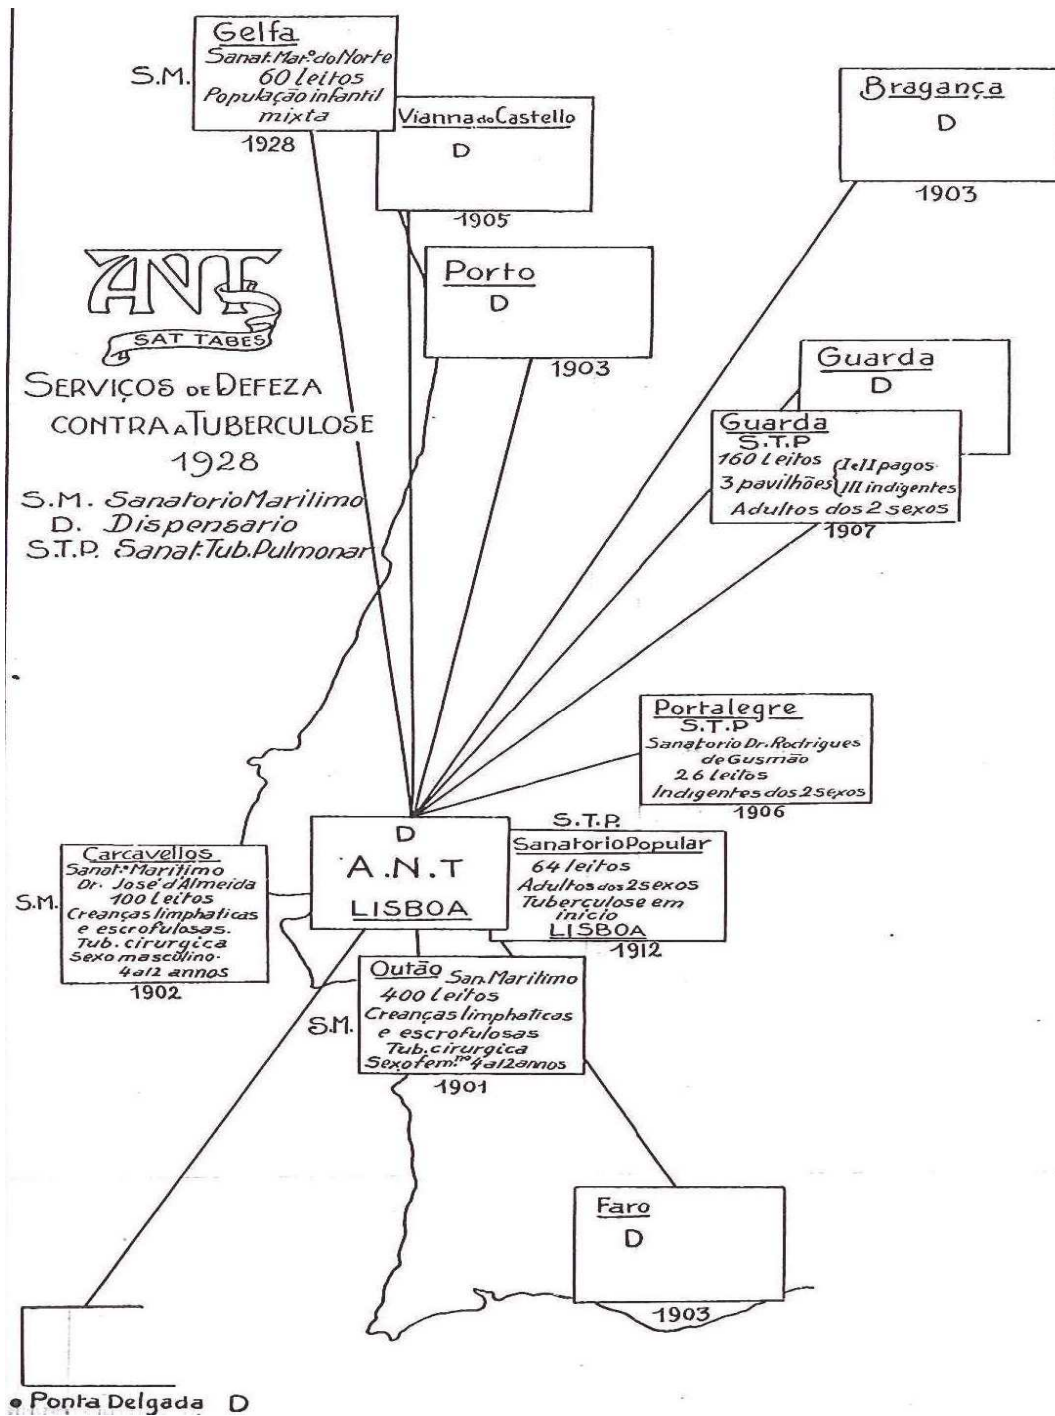 Gelfa
Sanat. Mar.º do Norte
60 leitos
População infantil
mixta
S.M.
1928
Vianna do Castello
D
1905
Bragança
D
1903
Porto
D
1903
ANT
SAT TABES
SERVIÇOS DE DEFEZA
CONTRA A TUBERCULOSE
1928
S.M. Sanatorio Marilimo
D. Dispensario
S.T.P. Sanat. Tub. Pulmonar
Guarda
D
Guarda
S.T.P
160 Leitos
3 pavilhões
I e II pagos.
III indigentes
Adultos dos 2 sexos
1907
Portalegre
S.T.P
Sanatorio Dr. Rodrigues
de Gusmão
26 leitos
Indigentes dos 2 sexos
1906
D
A.N.T
LISBOA
S.T.P.
Sanatorio Popular
64 leitos
Adultos dos 2 sexos
Tuberculose em
inicio
LISBOA
1912
Carcavellos
Sanat.º Maritimo
Dr. José d'Almeida
100 leitos
Creanças limphaticas
e escrofulosas.
Tub. cirurgica
Sexo masculino.
4 a 12 annos
S.M.
1902
Outão San. Maritimo
400 leitos
Creanças limphaticas
e escrofulosas
Tub. cirurgica
Sexo fem.no 4 a 12 annos
S.M.
1901
Faro
D
1903
Ponta Delgada D